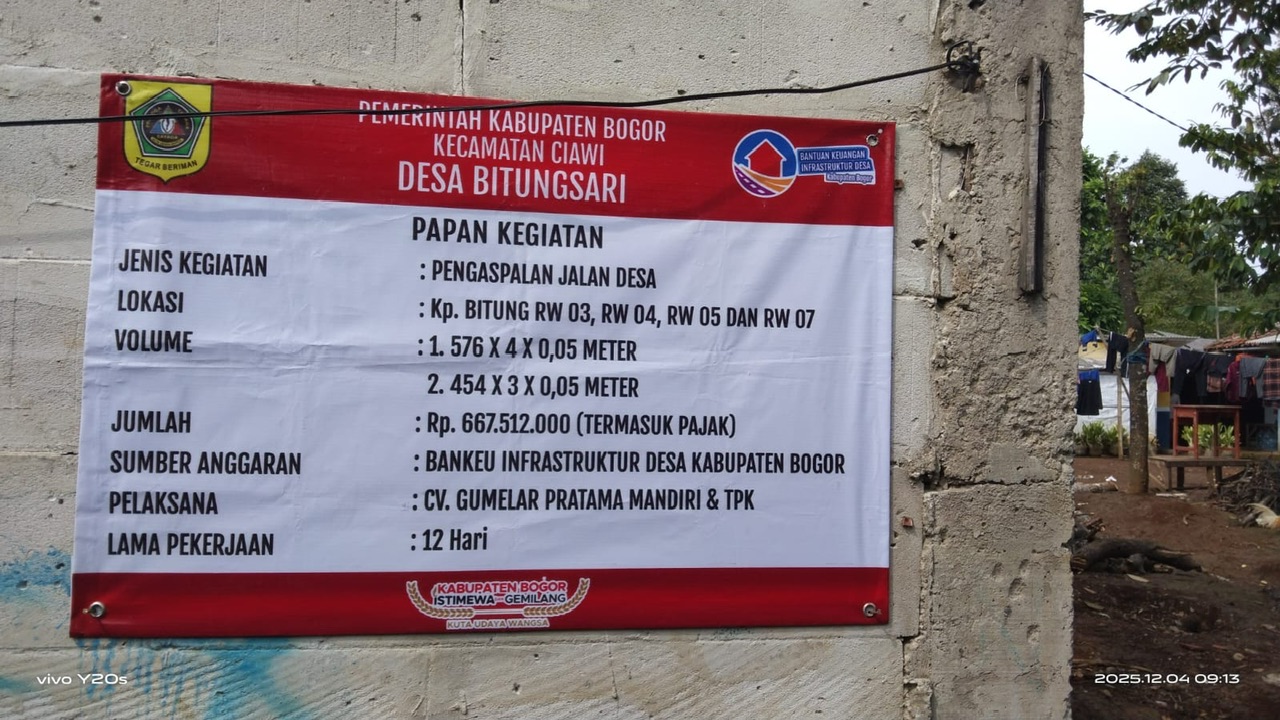 PEMERINTAH KABUPATEN BOGOR
KECAMATAN CIAWI
DESA BITUNGSARI
TEGAR BERIMAN
BANTUAN KEUANGAN
INFRASTRUKTUR DESA
Kabupaten Bogor
PAPAN KEGIATAN
JENIS KEGIATAN : PENGASPALAN JALAN DESA
LOKASI : Kp. BITUNG RW 03, RW 04, RW 05 DAN RW 07
VOLUME : 1. 576 X 4 X 0,05 METER
2. 454 X 3 X 0,05 METER
JUMLAH : Rp. 667.512.000 (TERMASUK PAJAK)
SUMBER ANGGARAN : BANKEU INFRASTRUKTUR DESA KABUPATEN BOGOR
PELAKSANA : CV. GUMELAR PRATAMA MANDIRI & TPK
LAMA PEKERJAAN : 12 Hari
KABUPATEN BOGOR
ISTIMEWA GEMILANG
KUTA UDAYA WANGSA
vivo Y20s
2025.12.04 09:13